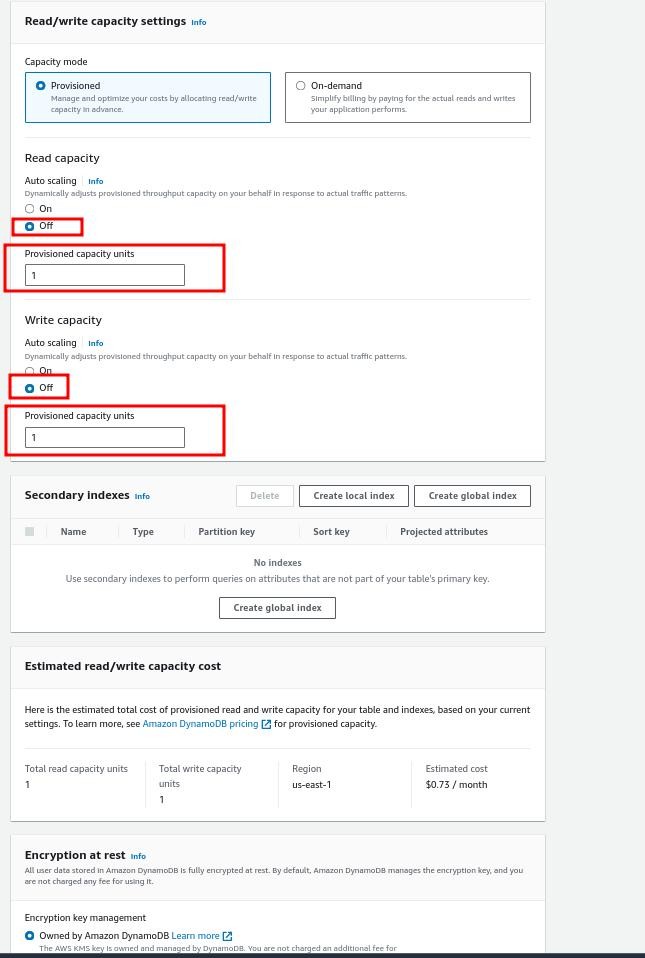 Read/write capacity settings Info
Capacity mode
Provisioned
Manage and optimize your costs by allocating read/write
capacity in advance.
On-demand
Simplify billing by paying for the actual reads and writes
your application performs.
Read capacity
Auto scaling Info
Dynamically adjusts provisioned throughput capacity on your behalf in response to actual traffic patterns.
On
Off
Provisioned capacity units
1
Write capacity
Auto scaling Info
Dynamically adjusts provisioned throughput capacity on your behalf in response to actual traffic patterns.
On
Off
Provisioned capacity units
1
Secondary indexes Info Delete Create local index Create global index
Name Type Partition key Sort key Projected attributes
No indexes
Use secondary indexes to perform queries on attributes that are not part of your table's primary key.
Create global index
Estimated read/write capacity cost
Here is the estimated total cost of provisioned read and write capacity for your table and indexes, based on your current
settings. To learn more, see Amazon DynamoDB pricing for provisioned capacity.
Total read capacity units
1
Total write capacity
units
1
Region
us-east-1
Estimated cost
$0.73 / month
Encryption at rest Info
All user data stored in Amazon DynamoDB is fully encrypted at rest. By default, Amazon DynamoDB manages the encryption key, and you
are not charged any fee for using it.
Encryption key management
Owned by Amazon DynamoDB Learn more
The AWS KMS key is owned and managed by DynamoDB. You are not charged an additional fee for